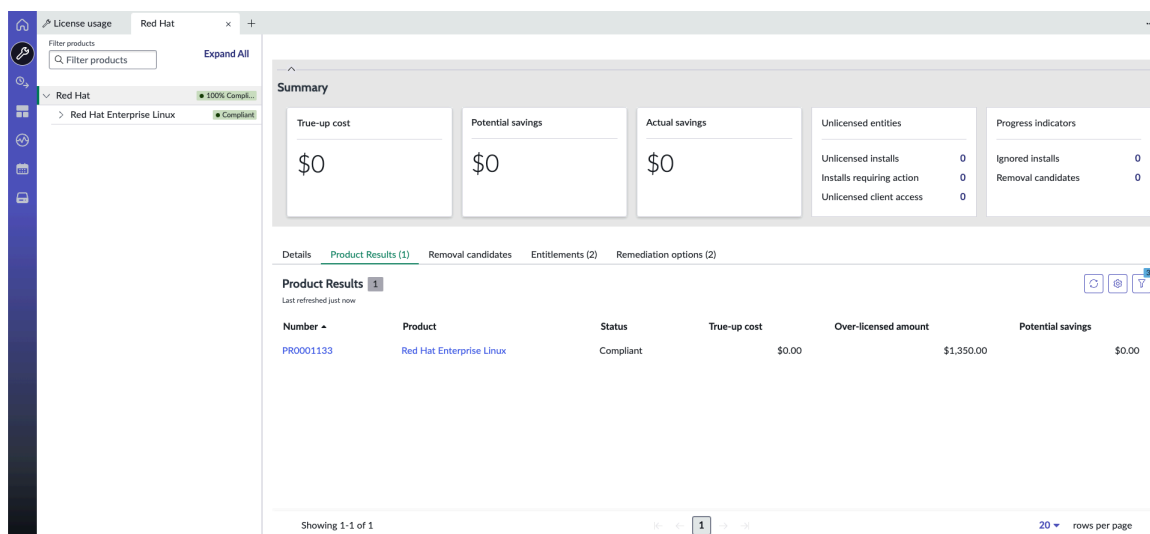 License usage
Red Hat
Filter products
Filter products
Expand All
Red Hat
100% Compli...
Red Hat Enterprise Linux
Compliant
Summary
True-up cost
$0
Potential savings
$0
Actual savings
$0
Unlicensed entities
Unlicensed installs 0
Installs requiring action 0
Unlicensed client access 0
Progress indicators
Ignored installs 0
Removal candidates 0
Details Product Results (1) Removal candidates Entitlements (2) Remediation options (2)
Product Results 1
Last refreshed just now
Number Product Status True-up cost Over-licensed amount Potential savings
PR0001133 Red Hat Enterprise Linux Compliant $0.00 $1,350.00 $0.00
Showing 1-1 of 1
1
20 rows per page